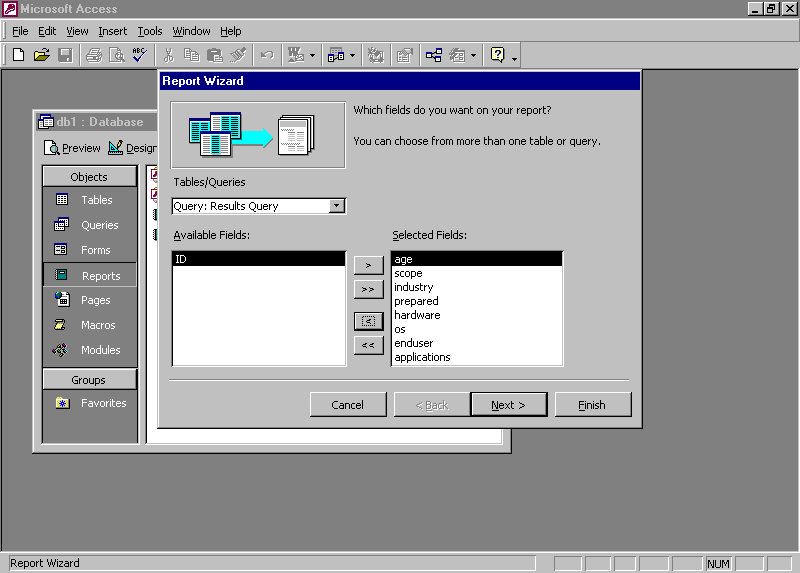 Microsoft Access
File Edit View Insert Tools Window Help
ABC
Report Wizard
Which fields do you want on your report?
You can choose from more than one table or query.
db1 : Database
Preview Design
Objects
Tables
Queries
Forms
Reports
Pages
Macros
Modules
Groups
Favorites
Tables/Queries
Query: Results Query
Available Fields:
ID
>
>>
<
<<
Selected Fields:
age
scope
industry
prepared
hardware
os
enduser
applications
Cancel < Back Next > Finish
Report Wizard NUM